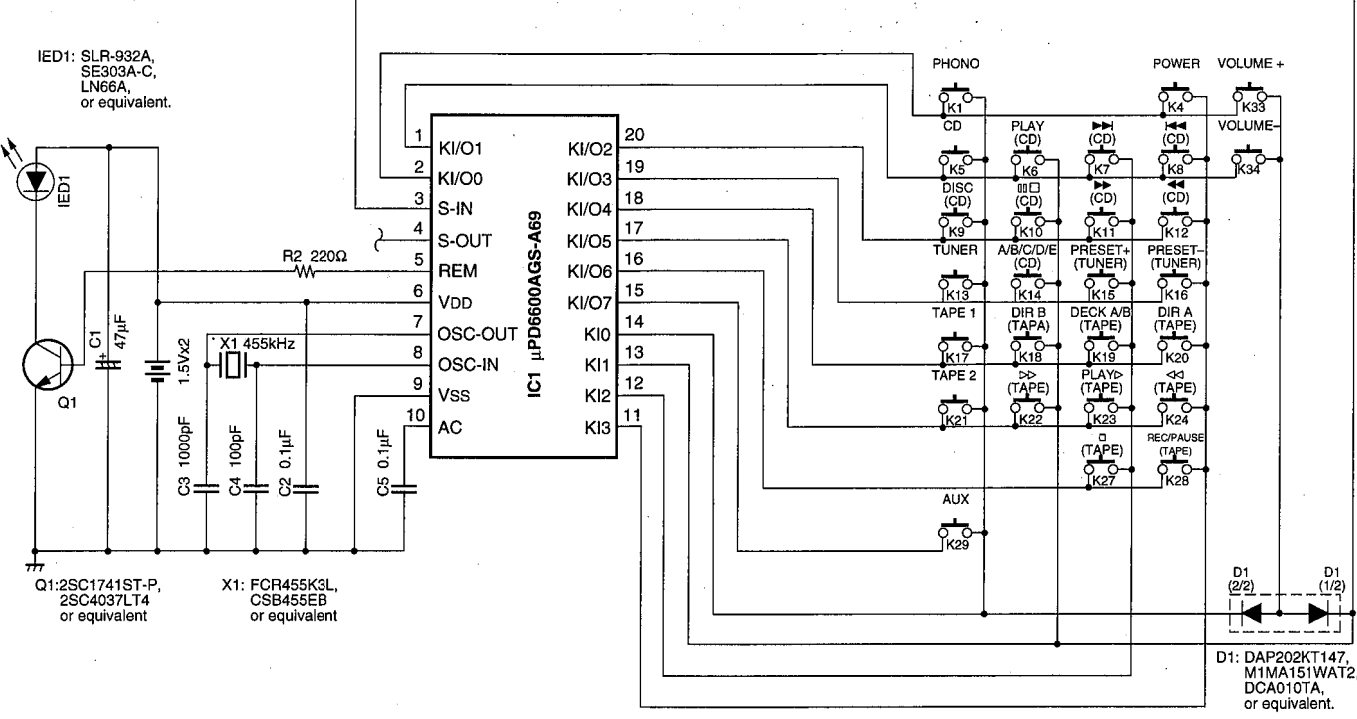 IED1: SLR-932A,
SE303A-C,
LN66A,
or equivalent.
IED1
Q1
C1
47µF
1.5Vx2
R2 220Ω
X1 455kHz
C3 1000pF
C4 100pF
C2 0.1µF
C5 0.1µF
Q1:2SC1741ST-P,
2SC4037LT4
or equivalent
X1: FCR455K3L,
CSB455EB
or equivalent
IC1 µPD6600AGS-A69
1 KI/O1
2 KI/O0
3 S-IN
4 S-OUT
5 REM
6 VDD
7 OSC-OUT
8 OSC-IN
9 VSS
10 AC
KI/O2 20
KI/O3 19
KI/O4 18
KI/O5 17
KI/O6 16
KI/O7 15
KI0 14
KI1 13
KI2 12
KI3 11
PHONO POWER VOLUME +
K1 K4 K33
CD PLAY (CD) ▶▶| (CD) |◀◀ (CD) VOLUME–
K5 K6 K7 K8 K34
DISC (CD) ▯▯□ (CD) ▶▶ (CD) ◀◀ (CD)
K9 K10 K11 K12
TUNER A/B/C/D/E (CD) PRESET+ (TUNER) PRESET– (TUNER)
K13 K14 K15 K16
TAPE 1 DIR B (TAPA) DECK A/B (TAPE) DIR A (TAPE)
K17 K18 K19 K20
TAPE 2 ▷▷ (TAPE) PLAY▷ (TAPE) ◁◁ (TAPE)
K21 K22 K23 K24
□ (TAPE) REC/PAUSE (TAPE)
K27 K28
AUX
K29
D1 (2/2) D1 (1/2)
D1: DAP202KT147,
M1MA151WAT2,
DCA010TA,
or equivalent.